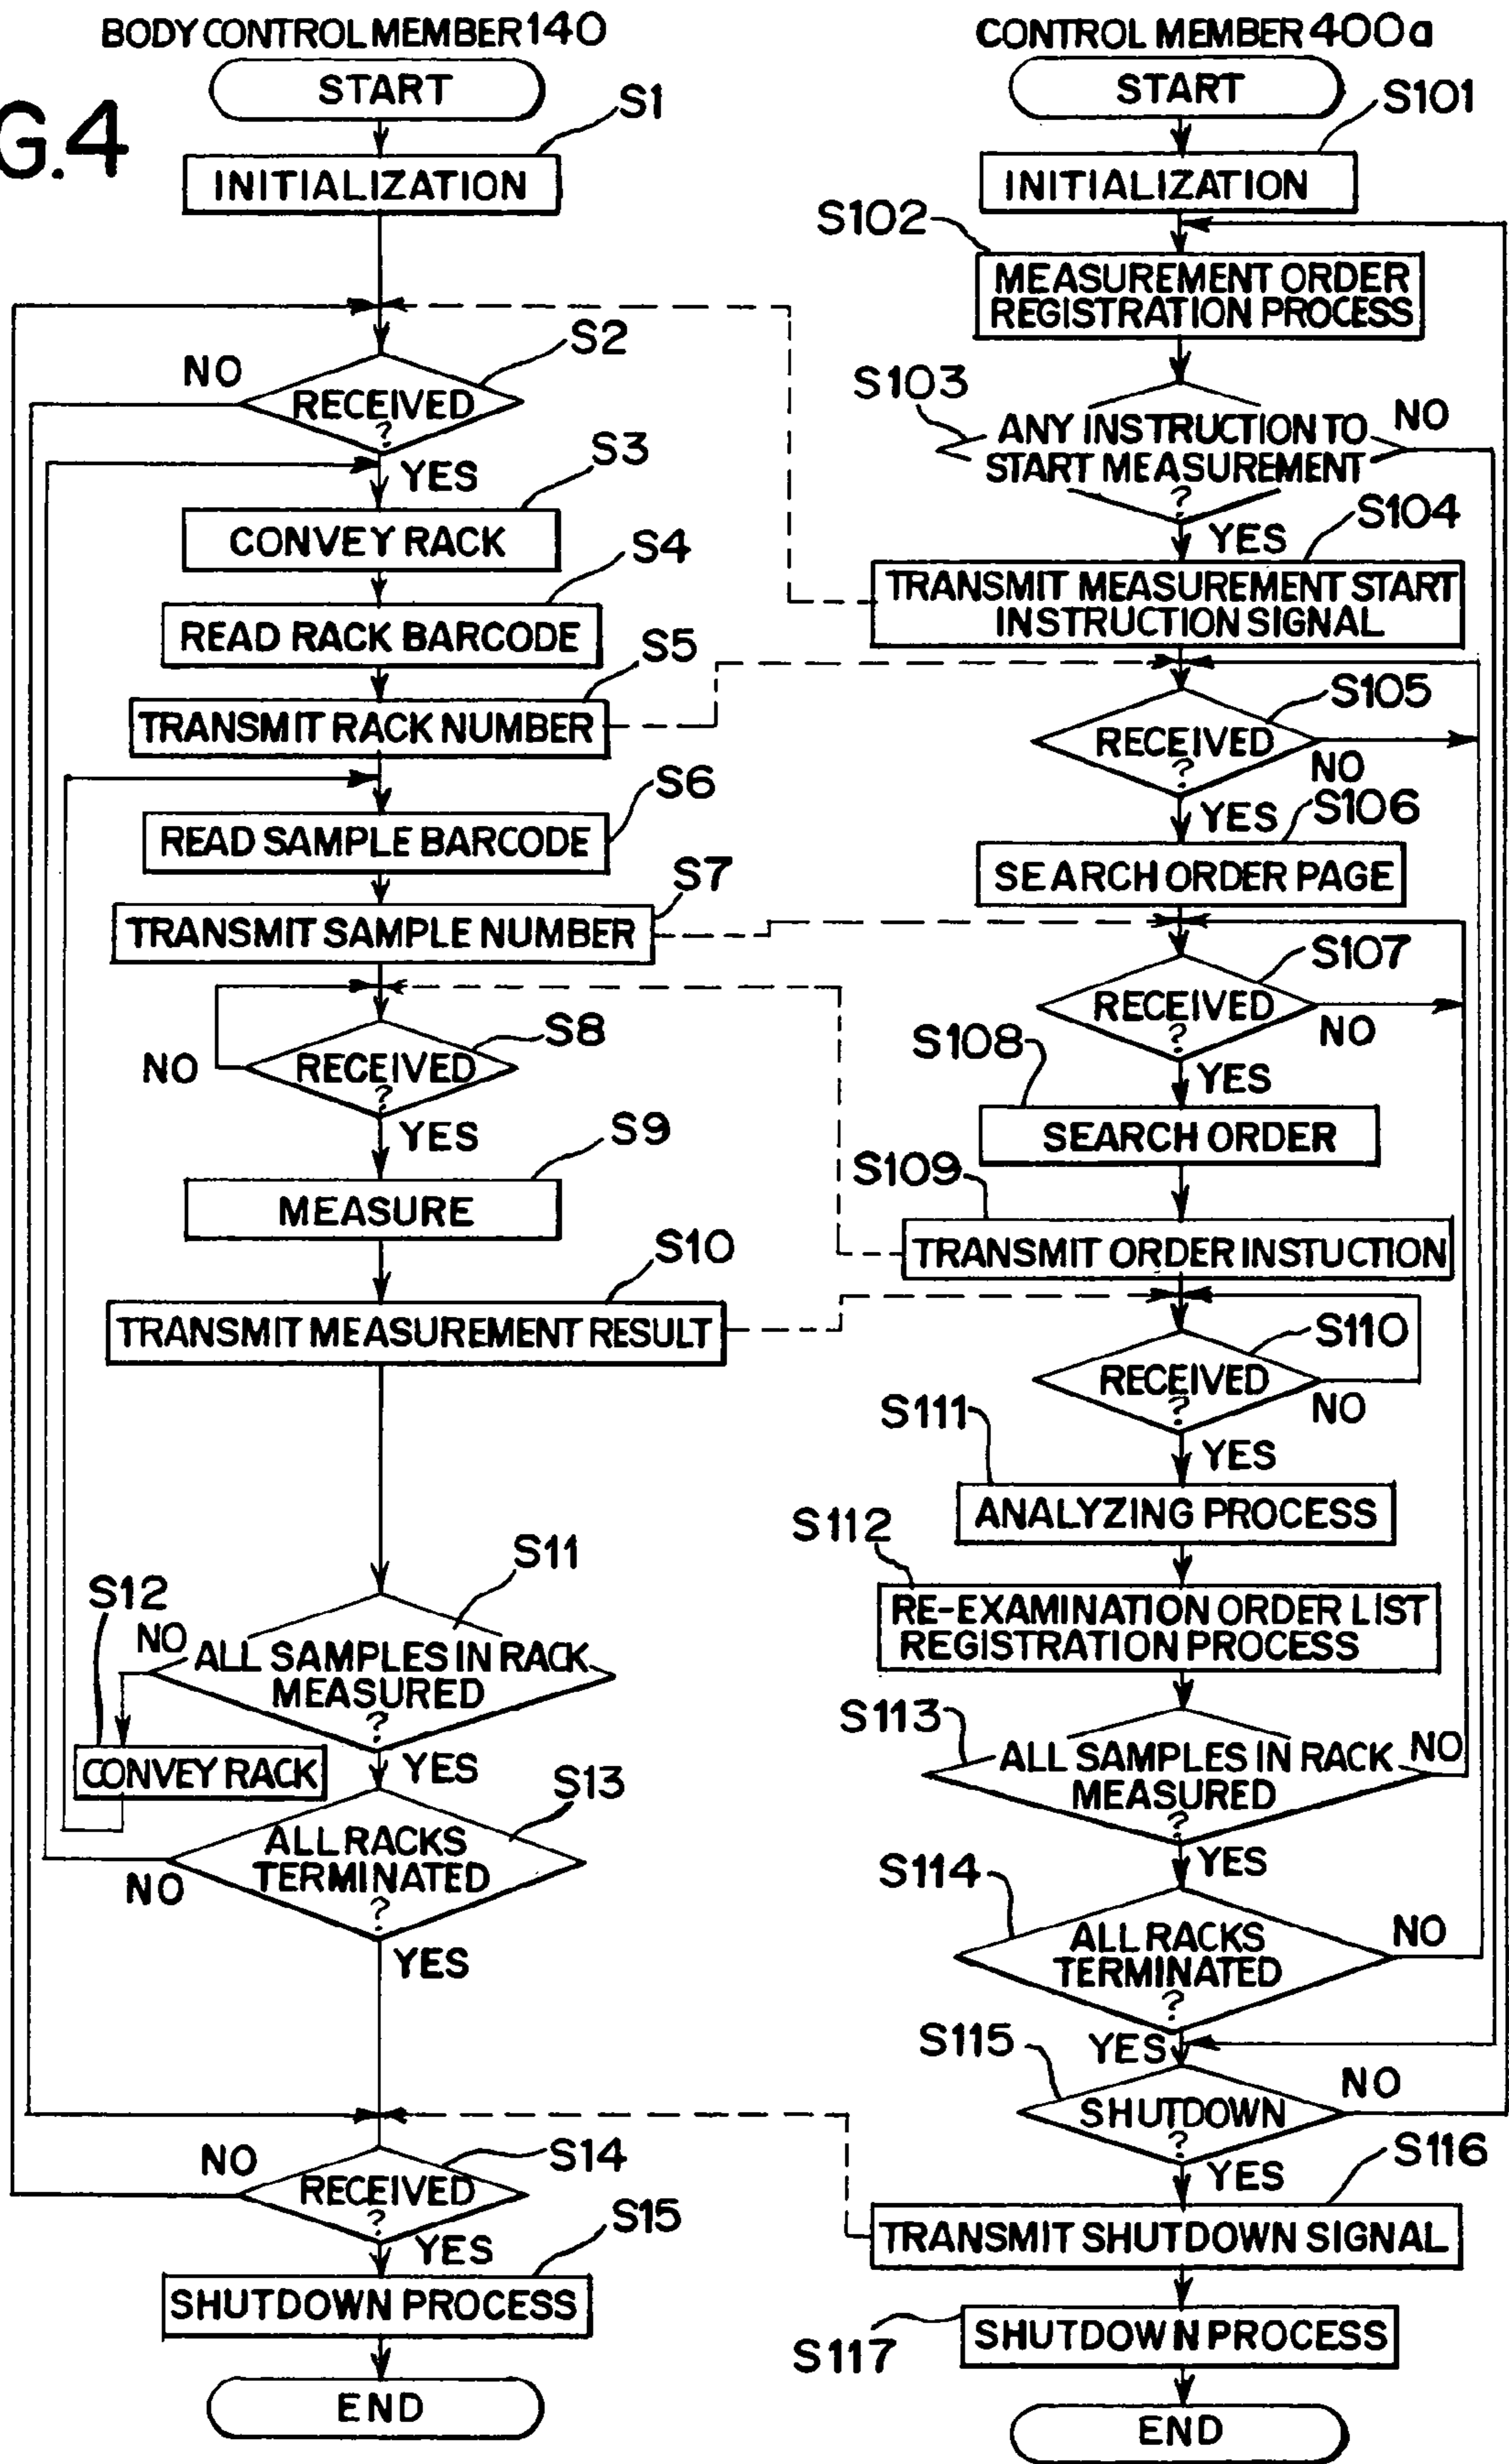 BODY CONTROL MEMBER 140
START
G.4
S1
INITIALIZATION
S2
NO
RECEIVED
?
YES
S3
CONVEY RACK
S4
READ RACK BARCODE
S5
TRANSMIT RACK NUMBER
S6
READ SAMPLE BARCODE
S7
TRANSMIT SAMPLE NUMBER
S8
NO
RECEIVED
?
YES
S9
MEASURE
S10
TRANSMIT MEASUREMENT RESULT
S11
S12
NO
ALL SAMPLES IN RACK
MEASURED
?
YES
CONVEY RACK
S13
ALL RACKS
TERMINATED
?
NO
YES
NO
S14
RECEIVED
?
YES
S15
SHUTDOWN PROCESS
END
CONTROL MEMBER 400a
START
S101
INITIALIZATION
S102
MEASUREMENT ORDER
REGISTRATION PROCESS
S103
NO
ANY INSTRUCTION TO
START MEASUREMENT
?
YES
S104
TRANSMIT MEASUREMENT START
INSTRUCTION SIGNAL
S105
RECEIVED
?
NO
YES
S106
SEARCH ORDER PAGE
S107
RECEIVED
?
NO
YES
S108
SEARCH ORDER
S109
TRANSMIT ORDER INSTUCTION
S110
RECEIVED
?
NO
YES
S111
ANALYZING PROCESS
S112
RE-EXAMINATION ORDER LIST
REGISTRATION PROCESS
S113
ALL SAMPLES IN RACK
MEASURED
?
NO
YES
S114
ALL RACKS
TERMINATED
?
NO
YES
S115
SHUTDOWN
?
NO
YES
S116
TRANSMIT SHUTDOWN SIGNAL
S117
SHUTDOWN PROCESS
END